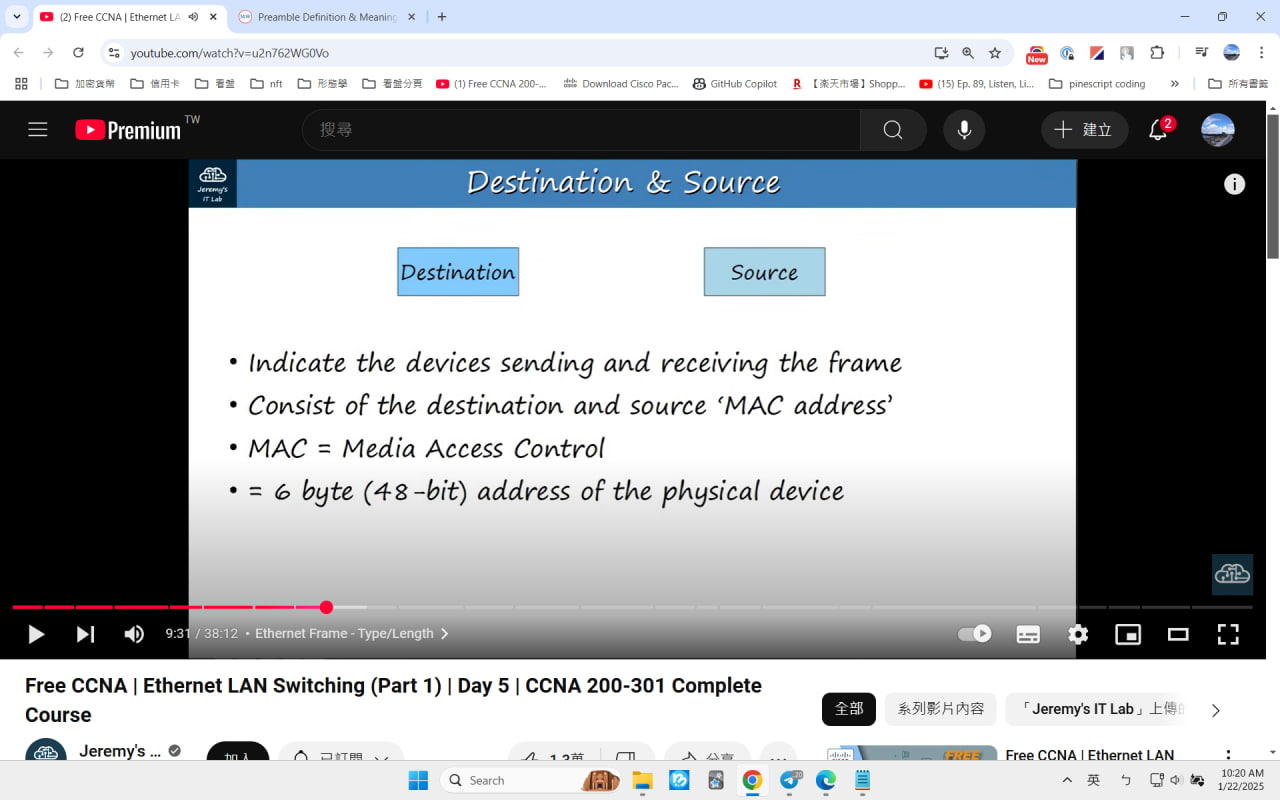 (2) Free CCNA | Ethernet LA
Preamble Definition & Meaning
youtube.com/watch?v=u2n762WG0Vo
New
加密貨幣
信用卡
看盤
nft
形態學
看盤分頁
(1) Free CCNA 200-...
Download Cisco Pac...
GitHub Copilot
【楽天市場】Shopp...
(15) Ep. 89, Listen, Li...
pinescript coding
所有書籤
Premium TW
搜尋
建立
2
Jeremy's
IT Lab
Destination & Source
Destination
Source
• Indicate the devices sending and receiving the frame
• Consist of the destination and source ‘MAC address’
• MAC = Media Access Control
• = 6 byte (48-bit) address of the physical device
9:31 / 38:12 • Ethernet Frame - Type/Length
Free CCNA | Ethernet LAN Switching (Part 1) | Day 5 | CCNA 200-301 Complete
Course
全部
系列影片內容
「Jeremy's IT Lab」上傳的
Jeremy's ...
加入
已訂閱
1.3萬
分享
FREE
Free CCNA | Ethernet LAN
Search
英
ㄅ
10:20 AM
1/22/2025